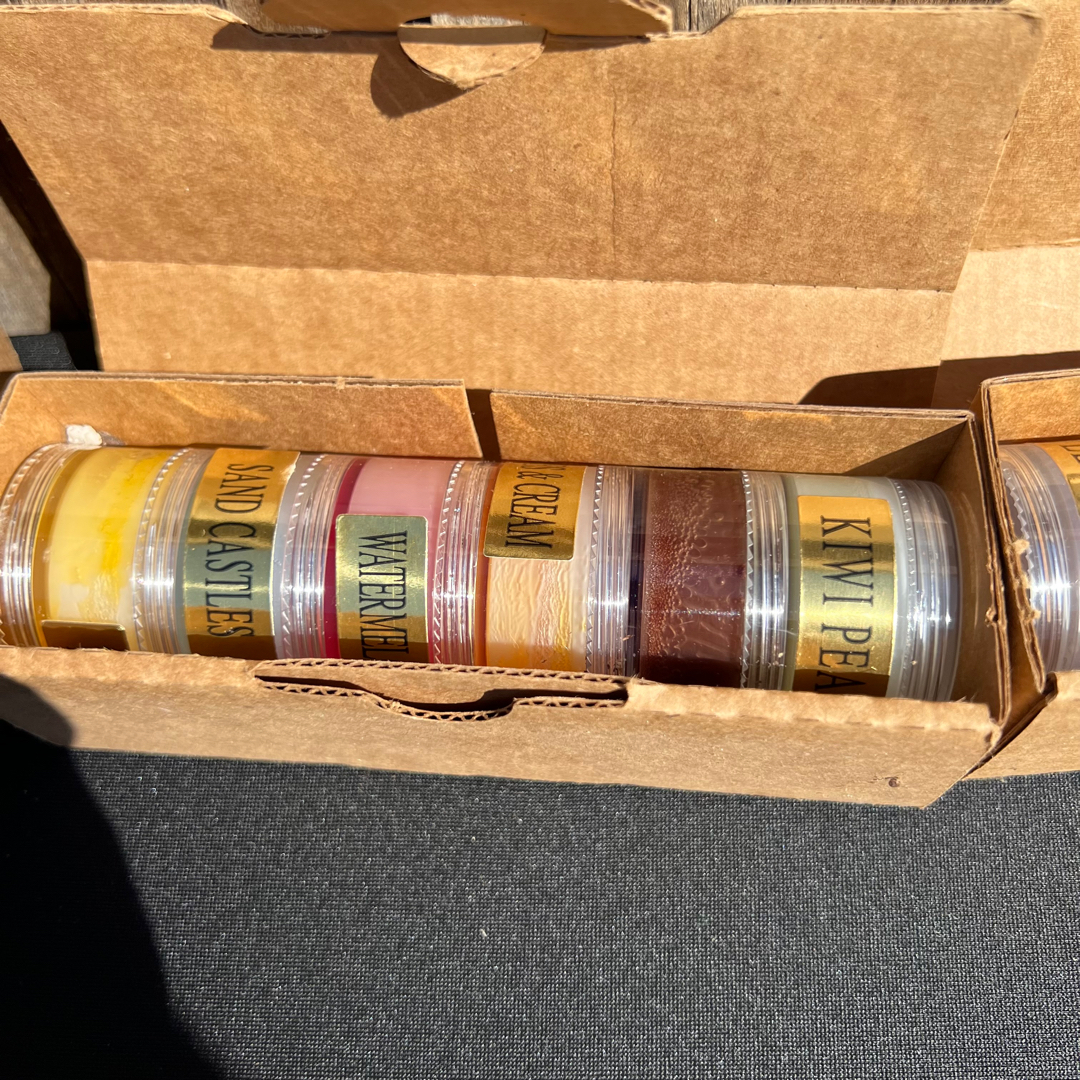 SAND CASTLES
WATERMEL
& CREAM
KIWI PEA